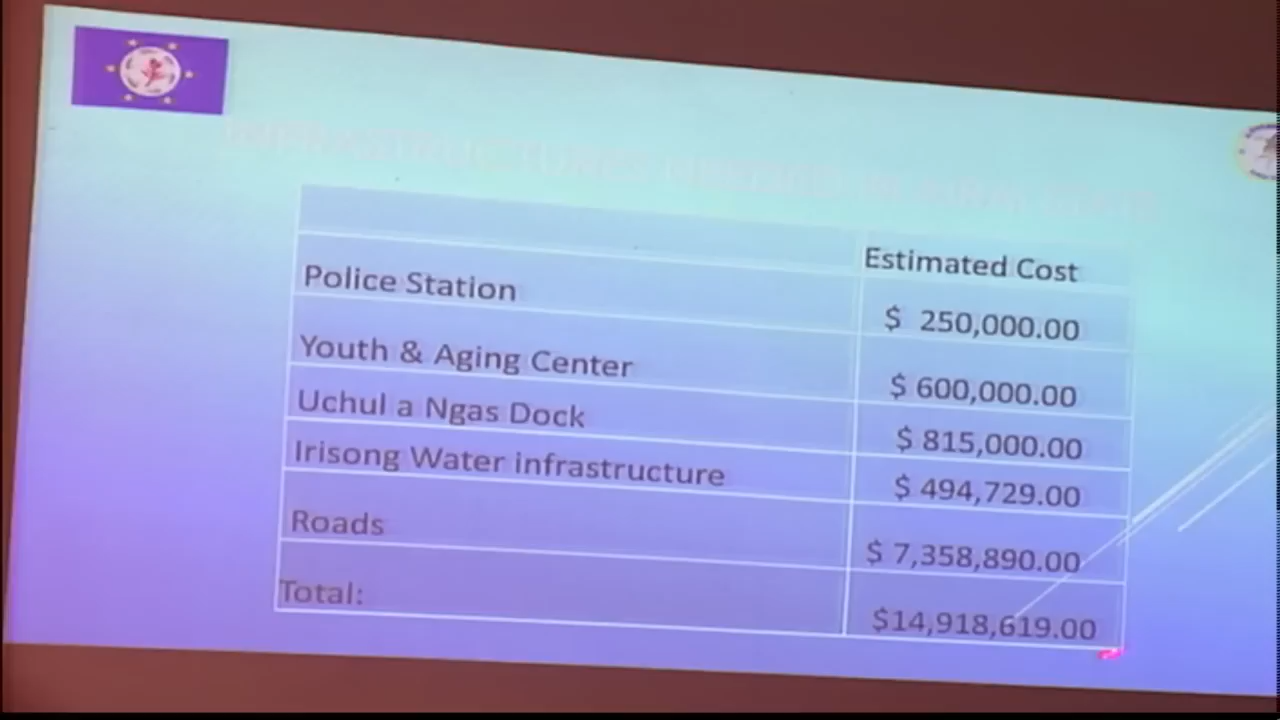 Estimated Cost
Police Station $ 250,000.00
Youth & Aging Center $ 600,000.00
Uchul a Ngas Dock $ 815,000.00
Irisong Water infrastructure $ 494,729.00
Roads $ 7,358,890.00
Total: $14,918,619.00